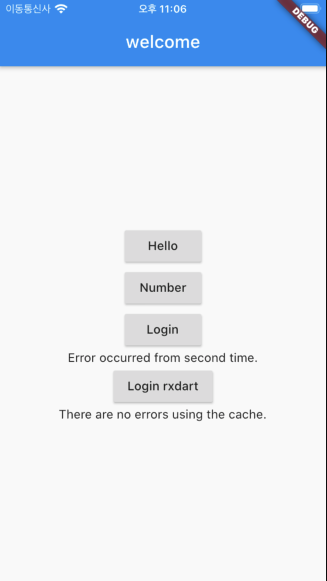 이동통신사 오후 11:06
DEBUG
welcome
Hello
Number
Login
Error occurred from second time.
Login rxdart
There are no errors using the cache.